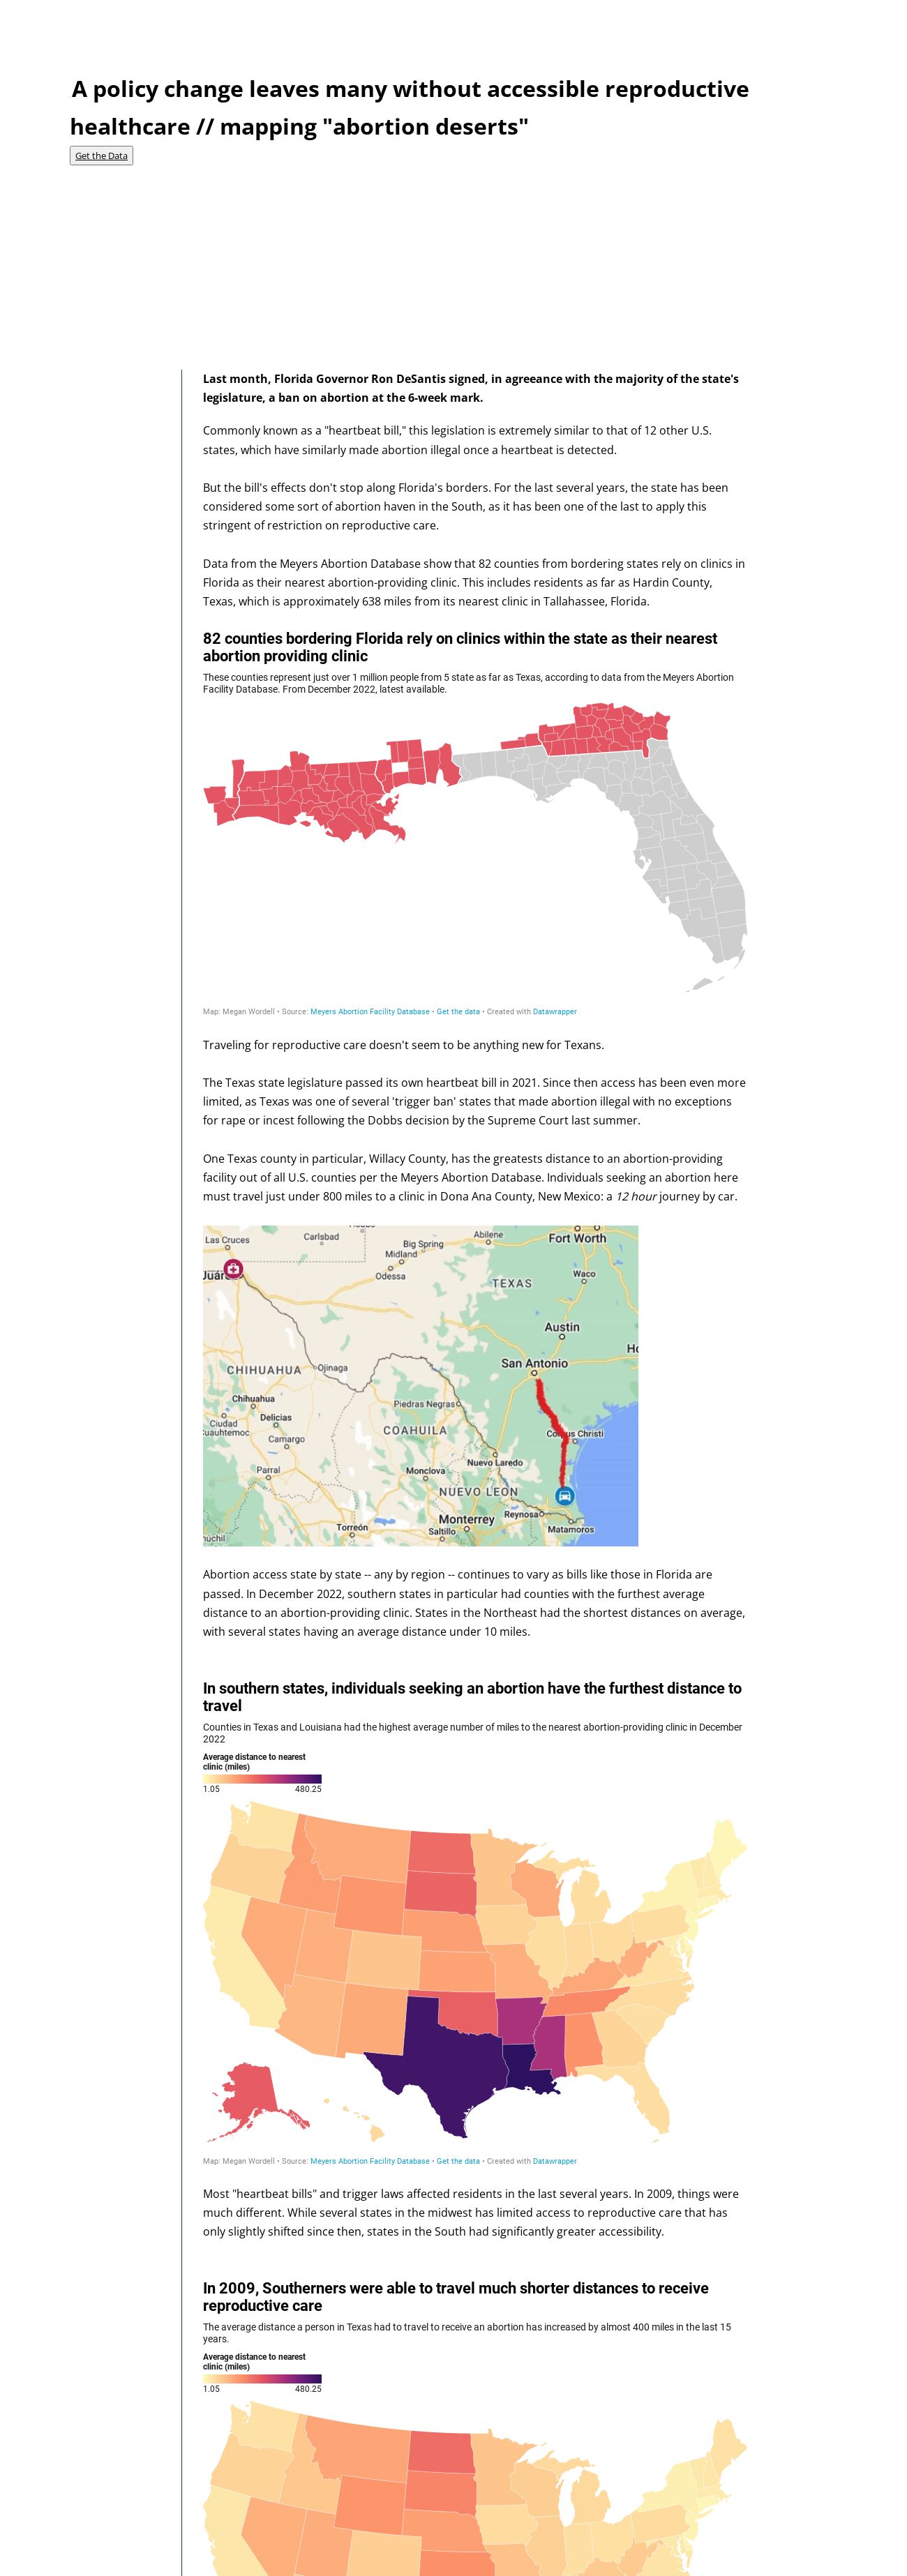 A policy change leaves many without accessible reproductive
healthcare // mapping "abortion deserts"
Get the Data
Last month, Florida Governor Ron DeSantis signed, in agreeance with the majority of the state's
legislature, a ban on abortion at the 6-week mark.
Commonly known as a "heartbeat bill," this legislation is extremely similar to that of 12 other U.S.
states, which have similarly made abortion illegal once a heartbeat is detected.
But the bill's effects don't stop along Florida's borders. For the last several years, the state has been
considered some sort of abortion haven in the South, as it has been one of the last to apply this
stringent of restriction on reproductive care.
Data from the Meyers Abortion Database show that 82 counties from bordering states rely on clinics in
Florida as their nearest abortion-providing clinic. This includes residents as far as Hardin County,
Texas, which is approximately 638 miles from its nearest clinic in Tallahassee, Florida.
82 counties bordering Florida rely on clinics within the state as their nearest
abortion providing clinic
These counties represent just over 1 million people from 5 state as far as Texas, according to data from the Meyers Abortion
Facility Database. From December 2022, latest available.
Map: Megan Wordell • Source: Meyers Abortion Facility Database • Get the data • Created with Datawrapper
Traveling for reproductive care doesn't seem to be anything new for Texans.
The Texas state legislature passed its own heartbeat bill in 2021. Since then access has been even more
limited, as Texas was one of several 'trigger ban' states that made abortion illegal with no exceptions
for rape or incest following the Dobbs decision by the Supreme Court last summer.
One Texas county in particular, Willacy County, has the greatests distance to an abortion-providing
facility out of all U.S. counties per the Meyers Abortion Database. Individuals seeking an abortion here
must travel just under 800 miles to a clinic in Dona Ana County, New Mexico: a 12 hour journey by car.
Las Cruces
Carlsbad
Big Spring
Abilene
Fort Worth
Midland
Odessa
TEXAS
Waco
Austin
San Antonio
CHIHUAHUA
Ojinaga
Chihuahua
Delicias
Ciudad
Cuauhtemoc
Camargo
Piedras Negras
COAHUILA
Corpus Christi
Nuevo Laredo
Parral
Monclova
NUEVO LEON
Reynosa
Monterrey
Torreón
Saltillo
Matamoros
Abortion access state by state -- any by region -- continues to vary as bills like those in Florida are
passed. In December 2022, southern states in particular had counties with the furthest average
distance to an abortion-providing clinic. States in the Northeast had the shortest distances on average,
with several states having an average distance under 10 miles.
In southern states, individuals seeking an abortion have the furthest distance to
travel
Counties in Texas and Louisiana had the highest average number of miles to the nearest abortion-providing clinic in December
2022
Average distance to nearest
clinic (miles)
1.05 480.25
Map: Megan Wordell • Source: Meyers Abortion Facility Database • Get the data • Created with Datawrapper
Most "heartbeat bills" and trigger laws affected residents in the last several years. In 2009, things were
much different. While several states in the midwest has limited access to reproductive care that has
only slightly shifted since then, states in the South had significantly greater accessibility.
In 2009, Southerners were able to travel much shorter distances to receive
reproductive care
The average distance a person in Texas had to travel to receive an abortion has increased by almost 400 miles in the last 15
years.
Average distance to nearest
clinic (miles)
1.05 480.25